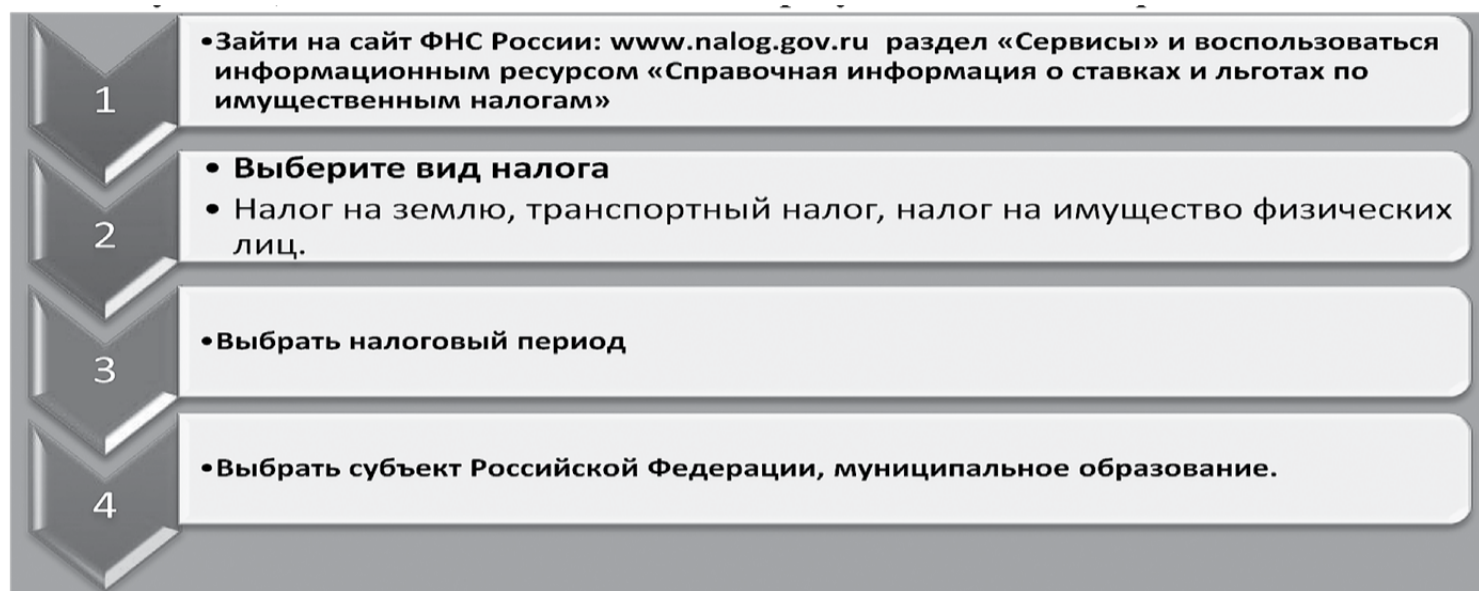 1
•Зайти на сайт ФНС России: www.nalog.gov.ru раздел «Сервисы» и воспользоваться
информационным ресурсом «Справочная информация о ставках и льготах по
имущественным налогам»
2
• Выберите вид налога
• Налог на землю, транспортный налог, налог на имущество физических
лиц.
3
•Выбрать налоговый период
4
•Выбрать субъект Российской Федерации, муниципальное образование.